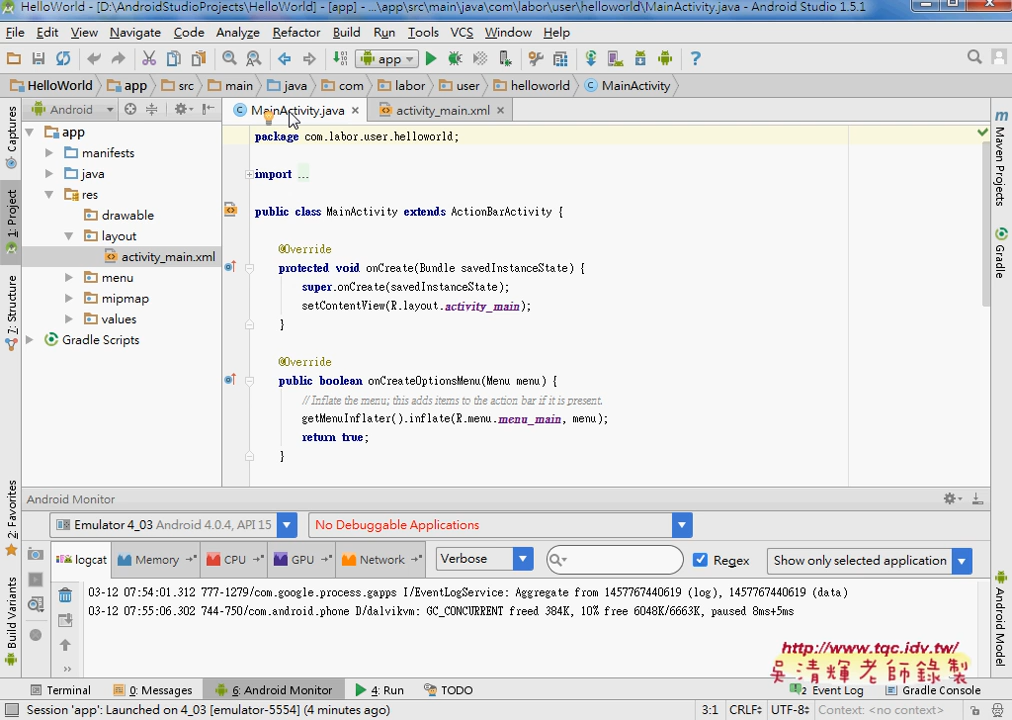 HelloWorld - [D:\AndroidStudioProjects\HelloWorld] - [app] - ...\app\src\main\java\com\labor\user\helloworld\MainActivity.java - Android Studio 1.5.1
File Edit View Navigate Code Analyze Refactor Build Run Tools VCS Window Help
app
HelloWorld app src main java com labor user helloworld MainActivity
Android MainActivity.java activity_main.xml
Captures
1: Project
7: Structure
2: Favorites
Build Variants
app
manifests
java
res
drawable
layout
activity_main.xml
menu
mipmap
values
Gradle Scripts
package com.labor.user.helloworld;
import ...
public class MainActivity extends ActionBarActivity {
@Override
protected void onCreate(Bundle savedInstanceState) {
super.onCreate(savedInstanceState);
setContentView(R.layout.activity_main);
}
@Override
public boolean onCreateOptionsMenu(Menu menu) {
// Inflate the menu; this adds items to the action bar if it is present.
getMenuInflater().inflate(R.menu.menu_main, menu);
return true;
}
Maven Projects
Gradle
Android Model
Android Monitor
Emulator 4_03 Android 4.0.4, API 15 No Debuggable Applications
logcat Memory CPU GPU Network Verbose Regex Show only selected application
03-12 07:54:01.312 777-1279/com.google.process.gapps I/EventLogService: Aggregate from 1457767440619 (log), 1457767440619 (data)
03-12 07:55:06.302 744-750/com.android.phone D/dalvikvm: GC_CONCURRENT freed 384K, 10% free 6048K/6663K, paused 8ms+5ms
http://www.tqc.idv.tw/
吳清輝老師錄製
Terminal 0: Messages 6: Android Monitor 4: Run TODO 2 Event Log Gradle Console
Session 'app': Launched on 4_03 [emulator-5554] (4 minutes ago) 3:1 CRLF UTF-8 Context: <no context>